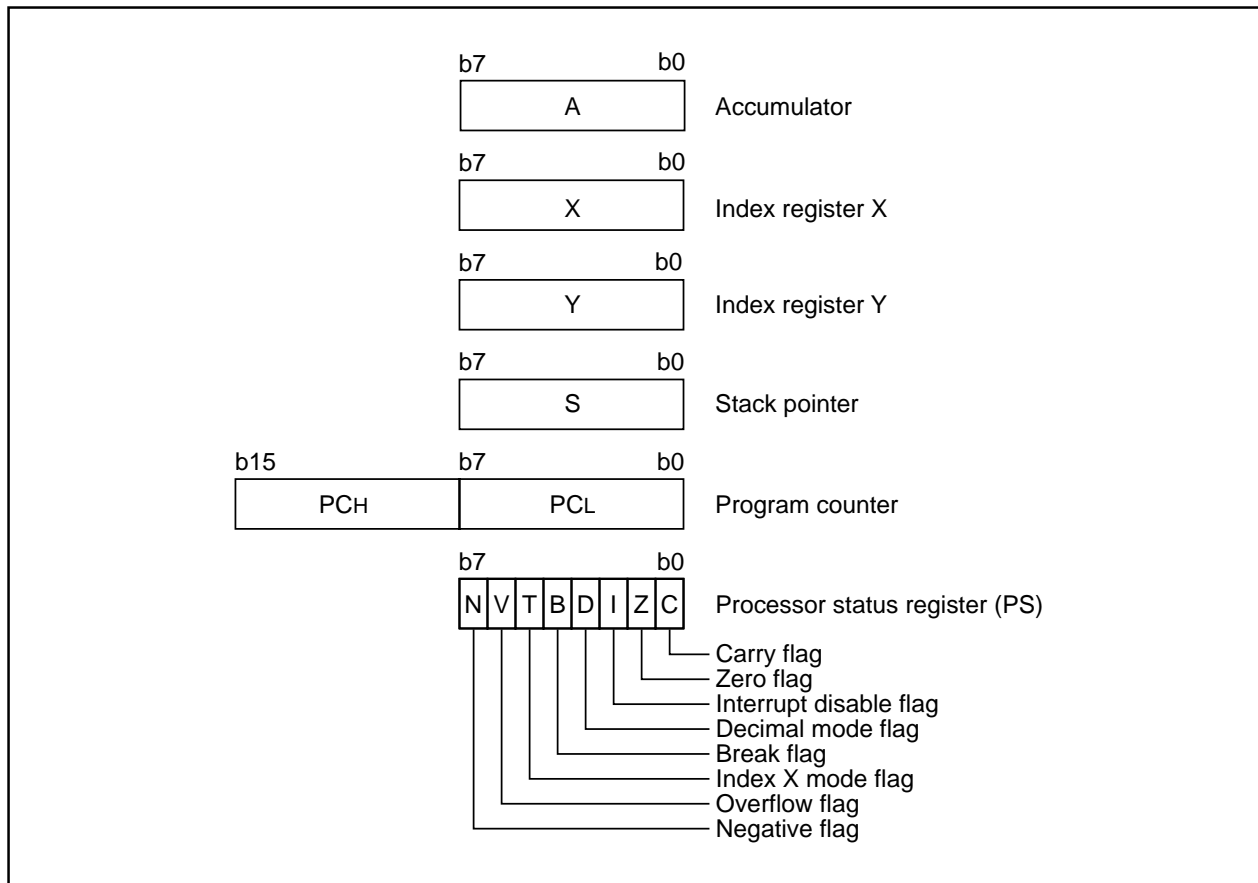 b7 b0
A Accumulator
b7 b0
X Index register X
b7 b0
Y Index register Y
b7 b0
S Stack pointer
b15 b7 b0
PCH PCL Program counter
b7 b0
N V T B D I Z C Processor status register (PS)
Carry flag
Zero flag
Interrupt disable flag
Decimal mode flag
Break flag
Index X mode flag
Overflow flag
Negative flag